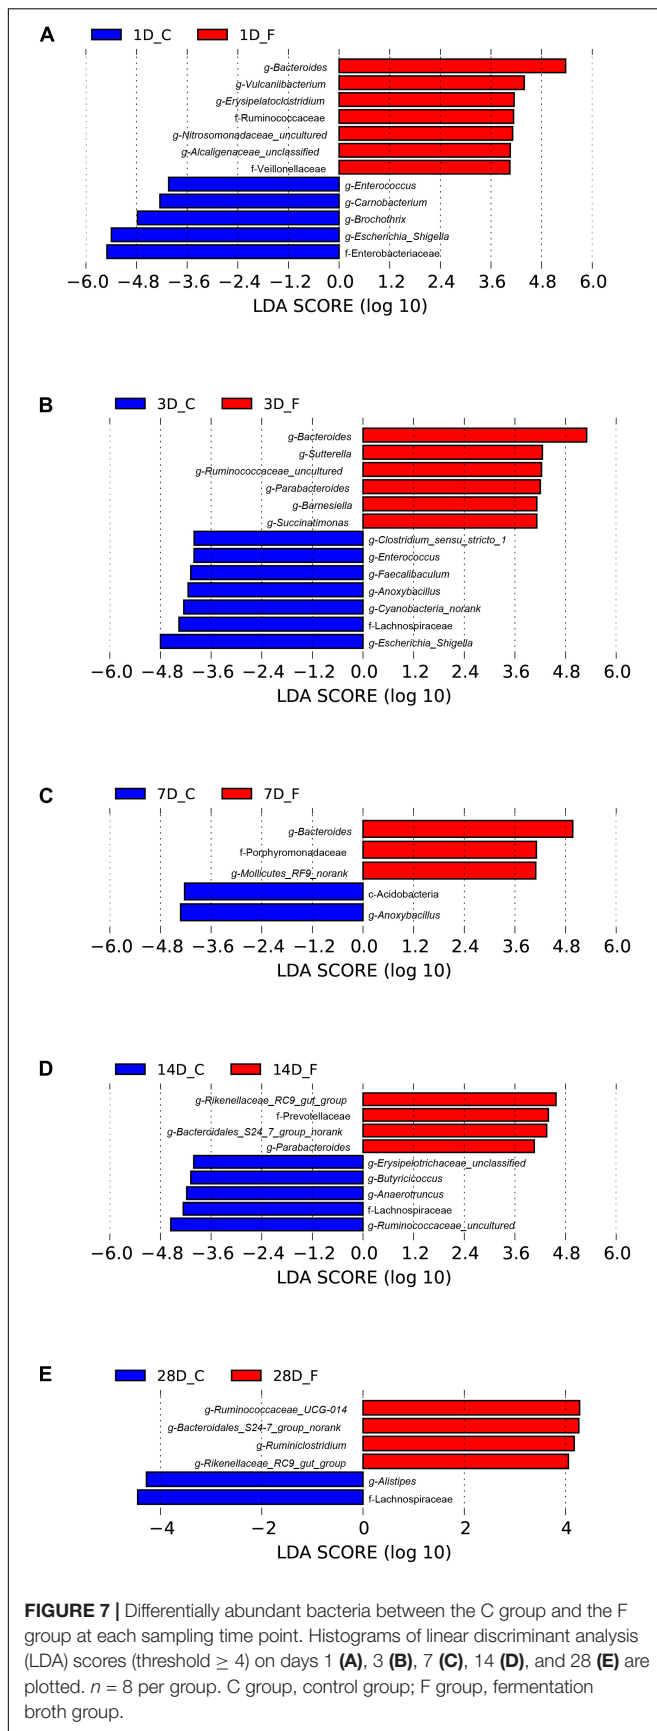 A 1D_C 1D_F
g-Bacteroides
g-Vulcaniibacterium
g-Erysipelatoclostridium
f-Ruminococcaceae
g-Nitrosomonadaceae_uncultured
g-Alcaligenaceae_unclassified
f-Veillonellaceae
g-Enterococcus
g-Carnobacterium
g-Brochothrix
g-Escherichia_Shigella
f-Enterobacteriaceae
−6.0 −4.8 −3.6 −2.4 −1.2 0.0 1.2 2.4 3.6 4.8 6.0
LDA SCORE (log 10)
B 3D_C 3D_F
g-Bacteroides
g-Sutterella
g-Ruminococcaceae_uncultured
g-Parabacteroides
g-Barnesiella
g-Succinatimonas
g-Clostridium_sensu_stricto_1
g-Enterococcus
g-Faecalibaculum
g-Anoxybacillus
g-Cyanobacteria_norank
f-Lachnospiraceae
g-Escherichia_Shigella
−6.0 −4.8 −3.6 −2.4 −1.2 0.0 1.2 2.4 3.6 4.8 6.0
LDA SCORE (log 10)
C 7D_C 7D_F
g-Bacteroides
f-Porphyromonadaceae
g-Mollicutes_RF9_norank
c-Acidobacteria
g-Anoxybacillus
−6.0 −4.8 −3.6 −2.4 −1.2 0.0 1.2 2.4 3.6 4.8 6.0
LDA SCORE (log 10)
D 14D_C 14D_F
g-Rikenellaceae_RC9_gut_group
f-Prevotellaceae
g-Bacteroidales_S24_7_group_norank
g-Parabacteroides
g-Erysipelotrichaceae_unclassified
g-Butyricicoccus
g-Anaerotruncus
f-Lachnospiraceae
g-Ruminococcaceae_uncultured
−6.0 −4.8 −3.6 −2.4 −1.2 0.0 1.2 2.4 3.6 4.8 6.0
LDA SCORE (log 10)
E 28D_C 28D_F
g-Ruminococcaceae_UCG-014
g-Bacteroidales_S24-7_group_norank
g-Ruminiclostridium
g-Rikenellaceae_RC9_gut_group
g-Alistipes
f-Lachnospiraceae
−4 −2 0 2 4
LDA SCORE (log 10)
FIGURE 7 | Differentially abundant bacteria between the C group and the F
group at each sampling time point. Histograms of linear discriminant analysis
(LDA) scores (threshold ≥ 4) on days 1 (A), 3 (B), 7 (C), 14 (D), and 28 (E) are
plotted. n = 8 per group. C group, control group; F group, fermentation
broth group.